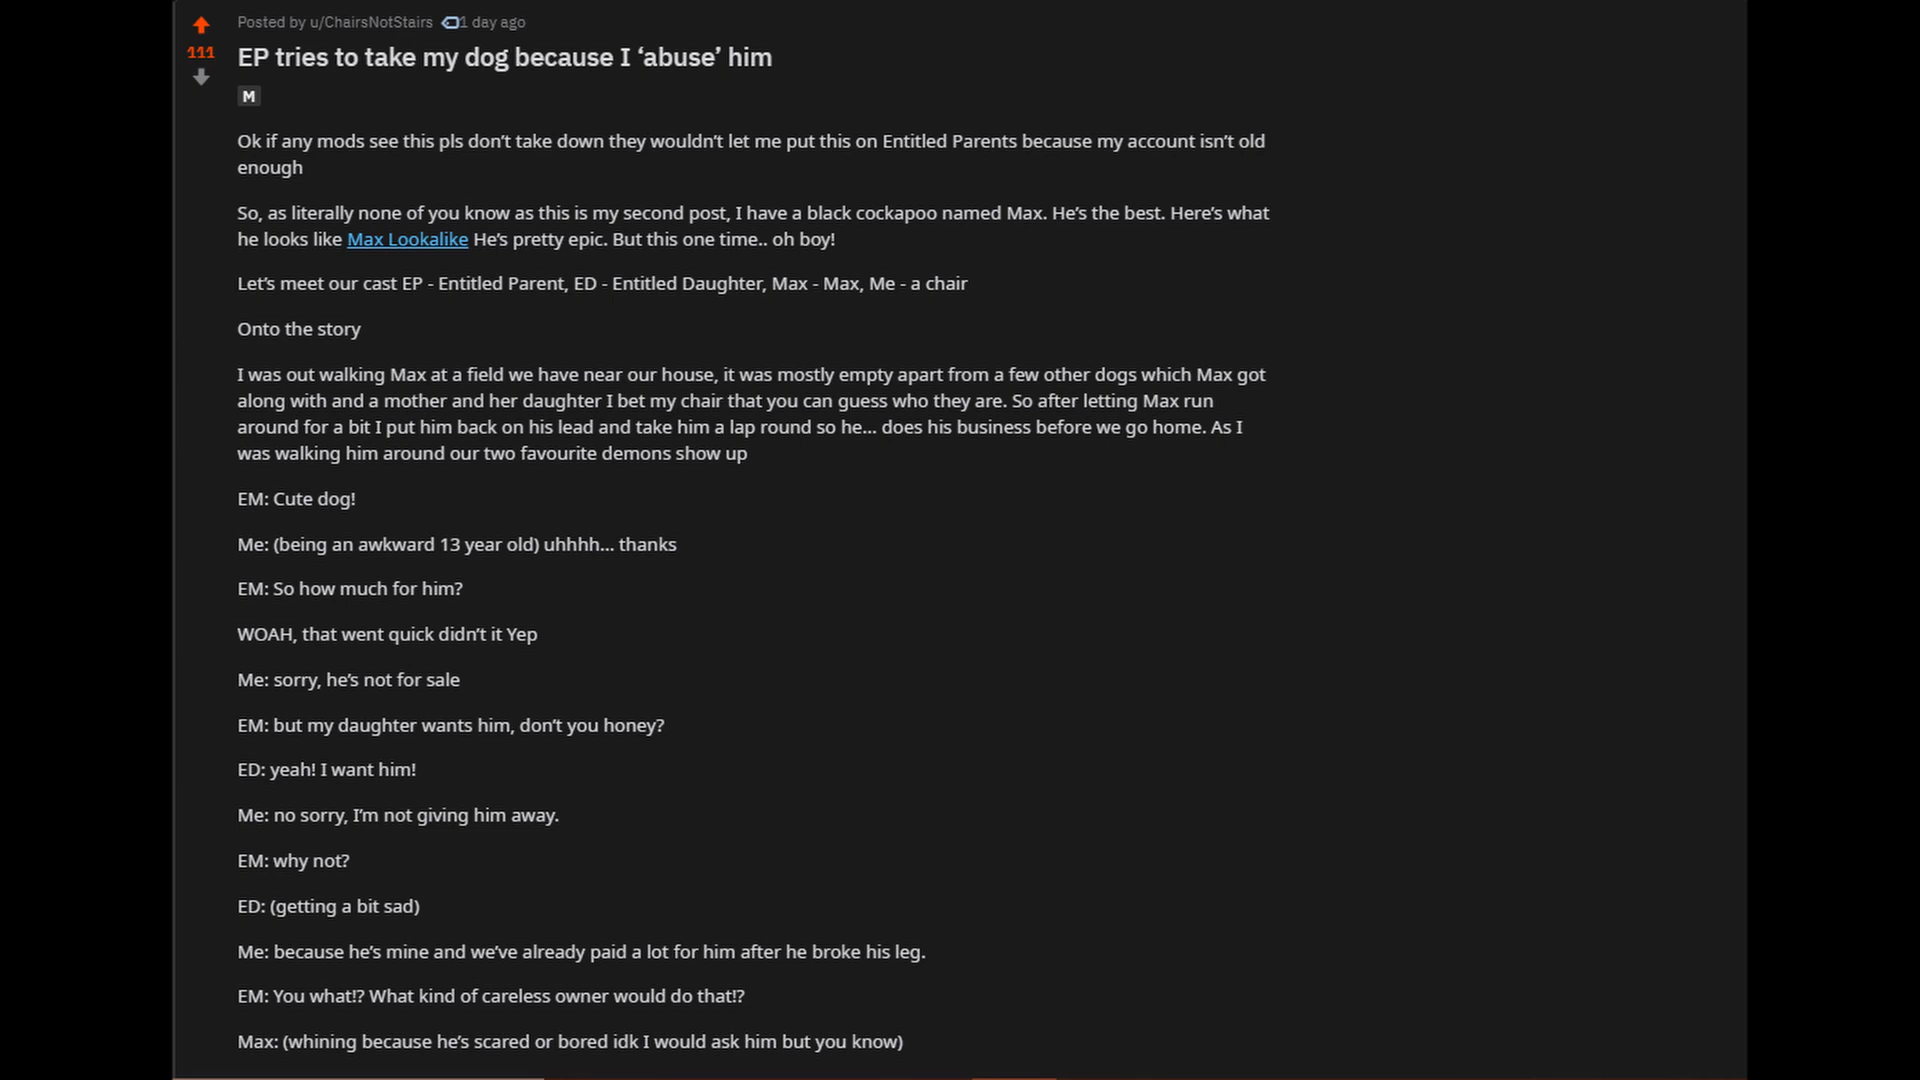 Posted by u/ChairsNotStairs 1 day ago
111
EP tries to take my dog because I ‘abuse’ him
M
Ok if any mods see this pls don’t take down they wouldn’t let me put this on Entitled Parents because my account isn’t old
enough
So, as literally none of you know as this is my second post, I have a black cockapoo named Max. He’s the best. Here’s what
he looks like Max Lookalike He’s pretty epic. But this one time.. oh boy!
Let’s meet our cast EP - Entitled Parent, ED - Entitled Daughter, Max - Max, Me - a chair
Onto the story
I was out walking Max at a field we have near our house, it was mostly empty apart from a few other dogs which Max got
along with and a mother and her daughter I bet my chair that you can guess who they are. So after letting Max run
around for a bit I put him back on his lead and take him a lap round so he... does his business before we go home. As I
was walking him around our two favourite demons show up
EM: Cute dog!
Me: (being an awkward 13 year old) uhhhh... thanks
EM: So how much for him?
WOAH, that went quick didn’t it Yep
Me: sorry, he’s not for sale
EM: but my daughter wants him, don’t you honey?
ED: yeah! I want him!
Me: no sorry, I’m not giving him away.
EM: why not?
ED: (getting a bit sad)
Me: because he’s mine and we’ve already paid a lot for him after he broke his leg.
EM: You what!? What kind of careless owner would do that!?
Max: (whining because he’s scared or bored idk I would ask him but you know)